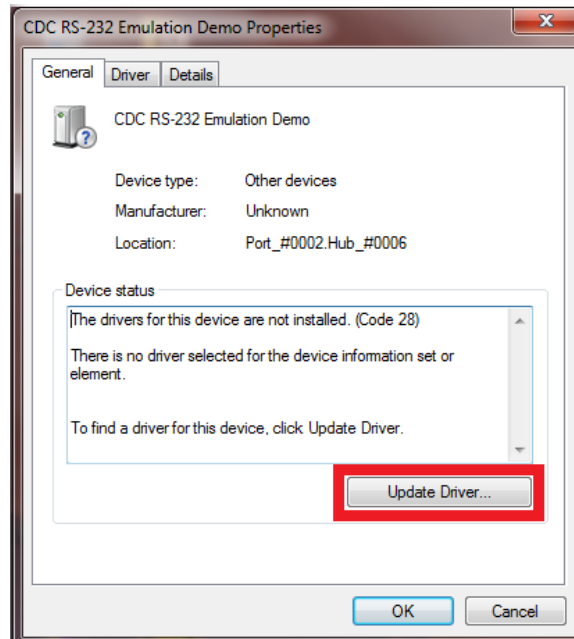 CDC RS-232 Emulation Demo Properties
General
Driver
Details
CDC RS-232 Emulation Demo
Device type: Other devices
Manufacturer: Unknown
Location: Port_#0002.Hub_#0006
Device status
The drivers for this device are not installed. (Code 28)
There is no driver selected for the device information set or
element.
To find a driver for this device, click Update Driver.
Update Driver...
OK
Cancel